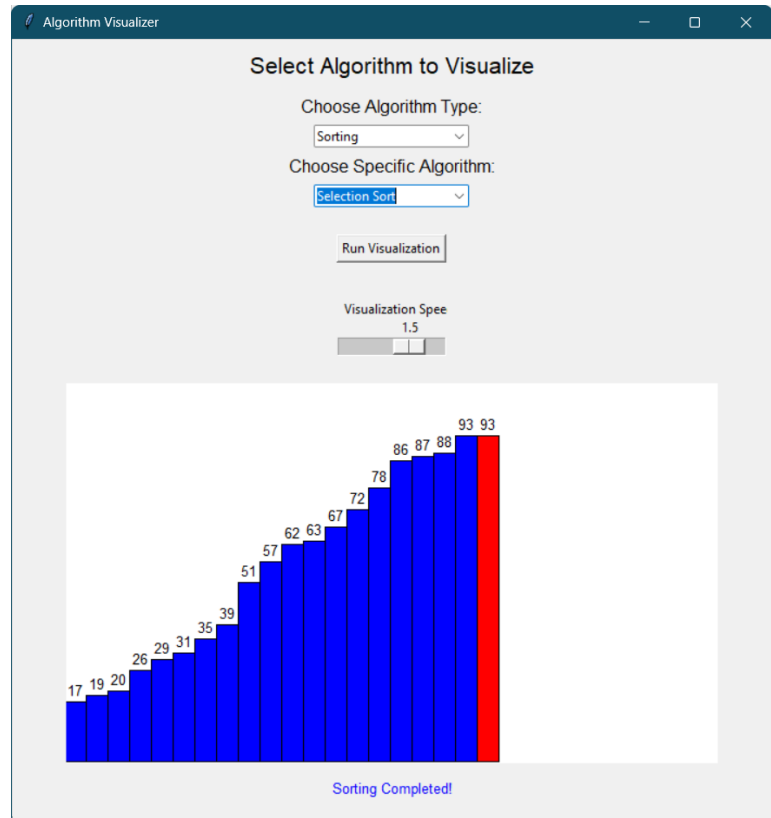 Algorithm Visualizer
Select Algorithm to Visualize
Choose Algorithm Type:
Sorting
Choose Specific Algorithm:
Selection Sort
Run Visualization
Visualization Spee
1.5
17 19 20 26 29 31 35 39 51 57 62 63 67 72 78 86 87 88 93 93
Sorting Completed!